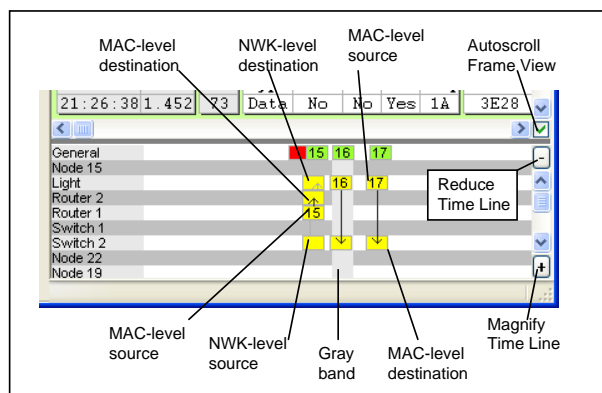 MAC-level
destination
NWK-level
destination
MAC-level
source
Autoscroll
Frame View
21:26:38 1.452 73 Data No No Yes 1A 3E28
General 15 16 17
Node 15
Light 16 17
Router 2
Router 1 15
Switch 1
Switch 2
Node 22
Node 19
-
Reduce
Time Line
+
MAC-level
source
NWK-level
source
Gray
band
MAC-level
destination
Magnify
Time Line